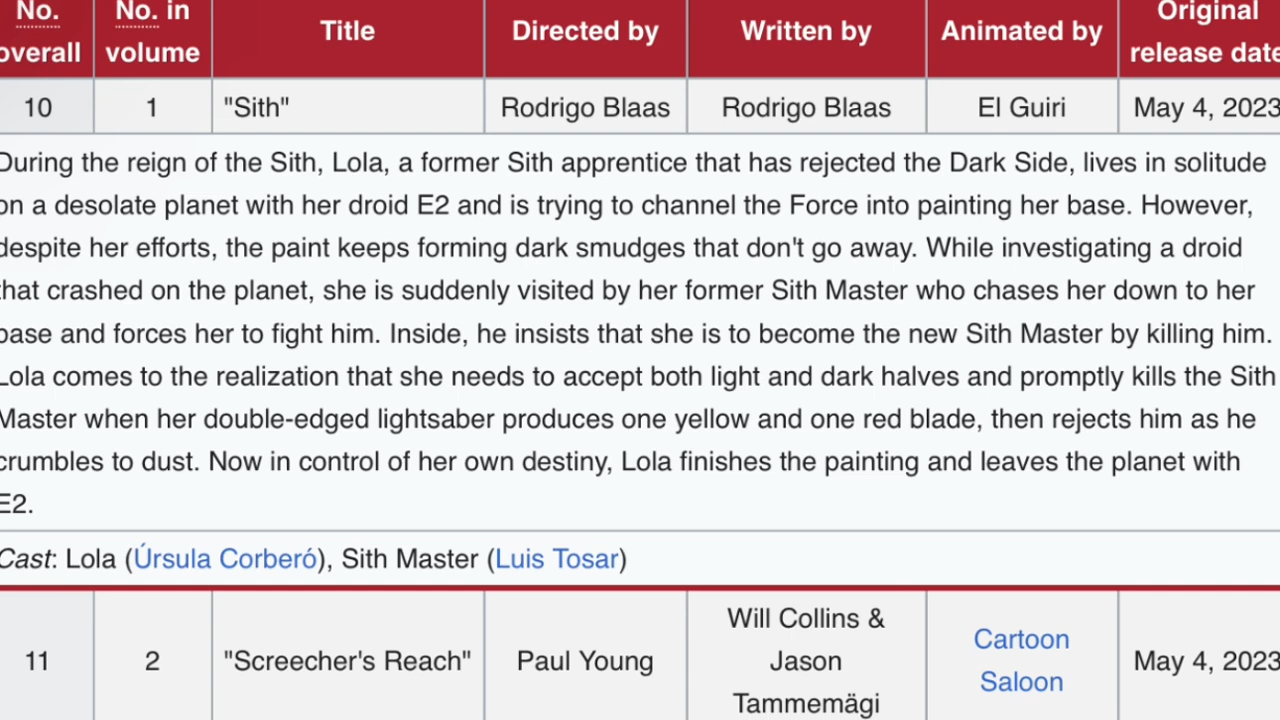 No. overall No. in volume Title Directed by Written by Animated by Original release date
10 1 "Sith" Rodrigo Blaas Rodrigo Blaas El Guiri May 4, 2023
During the reign of the Sith, Lola, a former Sith apprentice that has rejected the Dark Side, lives in solitude
on a desolate planet with her droid E2 and is trying to channel the Force into painting her base. However,
despite her efforts, the paint keeps forming dark smudges that don't go away. While investigating a droid
that crashed on the planet, she is suddenly visited by her former Sith Master who chases her down to her
base and forces her to fight him. Inside, he insists that she is to become the new Sith Master by killing him.
Lola comes to the realization that she needs to accept both light and dark halves and promptly kills the Sith
Master when her double-edged lightsaber produces one yellow and one red blade, then rejects him as he
crumbles to dust. Now in control of her own destiny, Lola finishes the painting and leaves the planet with
E2.
Cast: Lola (Úrsula Corberó), Sith Master (Luis Tosar)
11 2 "Screecher's Reach" Paul Young Will Collins & Jason Tammemägi Cartoon Saloon May 4, 2023